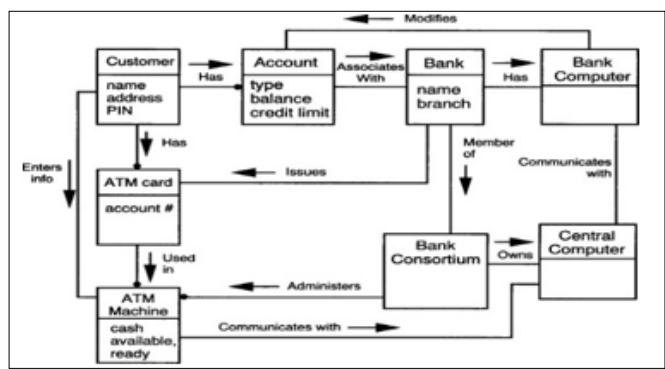 Modifies
Customer
name
address
PIN
Has
Account
type
balance
credit limit
Associates
With
Bank
name
branch
Has
Bank
Computer
Has
Enters
info
ATM card
account #
Issues
Member
of
Communicates
with
Used
in
Bank
Consortium
Owns
Central
Computer
Administers
ATM
Machine
cash
available,
ready
Communicates with